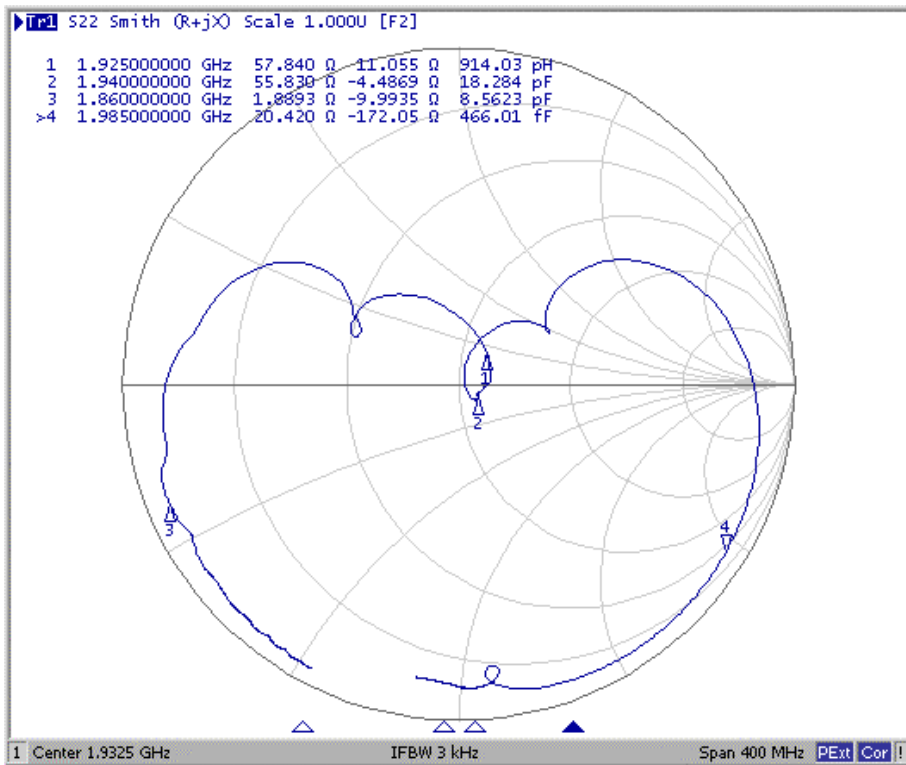 Tr1 S22 Smith (R+jX) Scale 1.000U [F2]
1 1.925000000 GHz 57.840 Ω 11.055 Ω 914.03 pH
2 1.940000000 GHz 55.830 Ω -4.4869 Ω 18.284 pF
3 1.860000000 GHz 1.8893 Ω -9.9935 Ω 8.5623 pF
>4 1.985000000 GHz 20.420 Ω -172.05 Ω 466.01 fF
1
2
3
4
1 Center 1.9325 GHz IFBW 3 kHz Span 400 MHz PExt Cor !